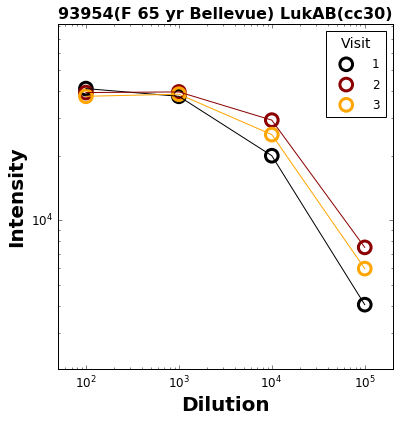 93954(F 65 yr Bellevue) LukAB(cc30)
Visit
1
2
3
Intensity
10^4
10^2 10^3 10^4 10^5
Dilution